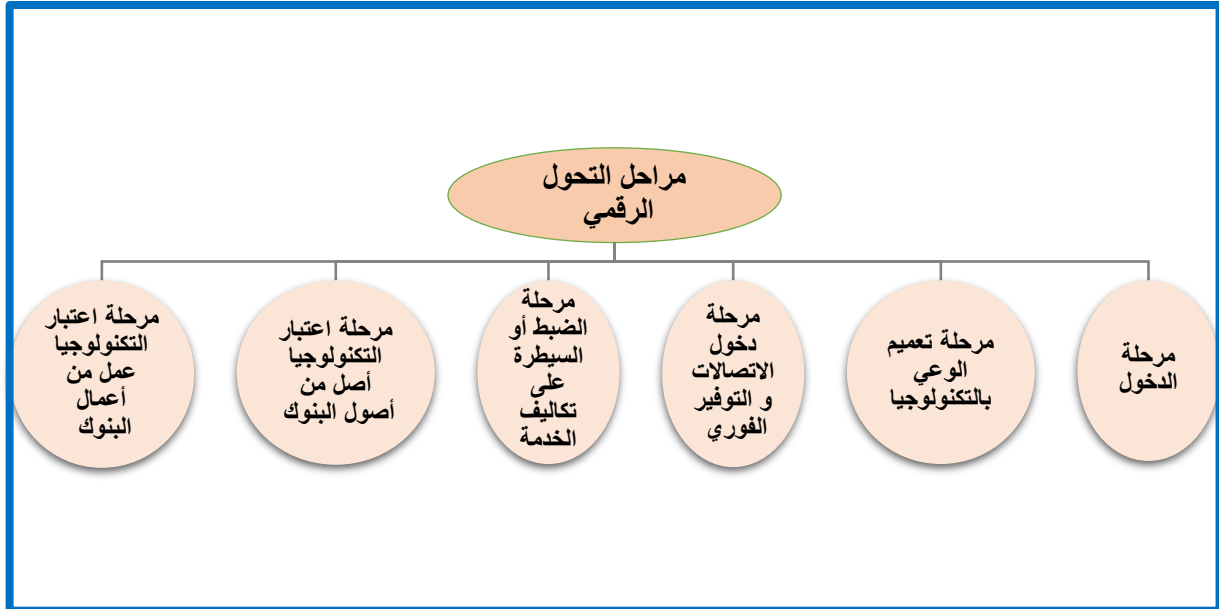 مراحل التحول
الرقمي
مرحلة
الدخول
مرحلة تعميم
الوعي
بالتكنولوجيا
مرحلة
دخول
الاتصالات
و التوفير
الفوري
مرحلة
الضبط أو
السيطرة
على
تكاليف
الخدمة
مرحلة اعتبار
التكنولوجيا
أصل من
أصول البنوك
مرحلة اعتبار
التكنولوجيا
عمل من
أعمال
البنوك